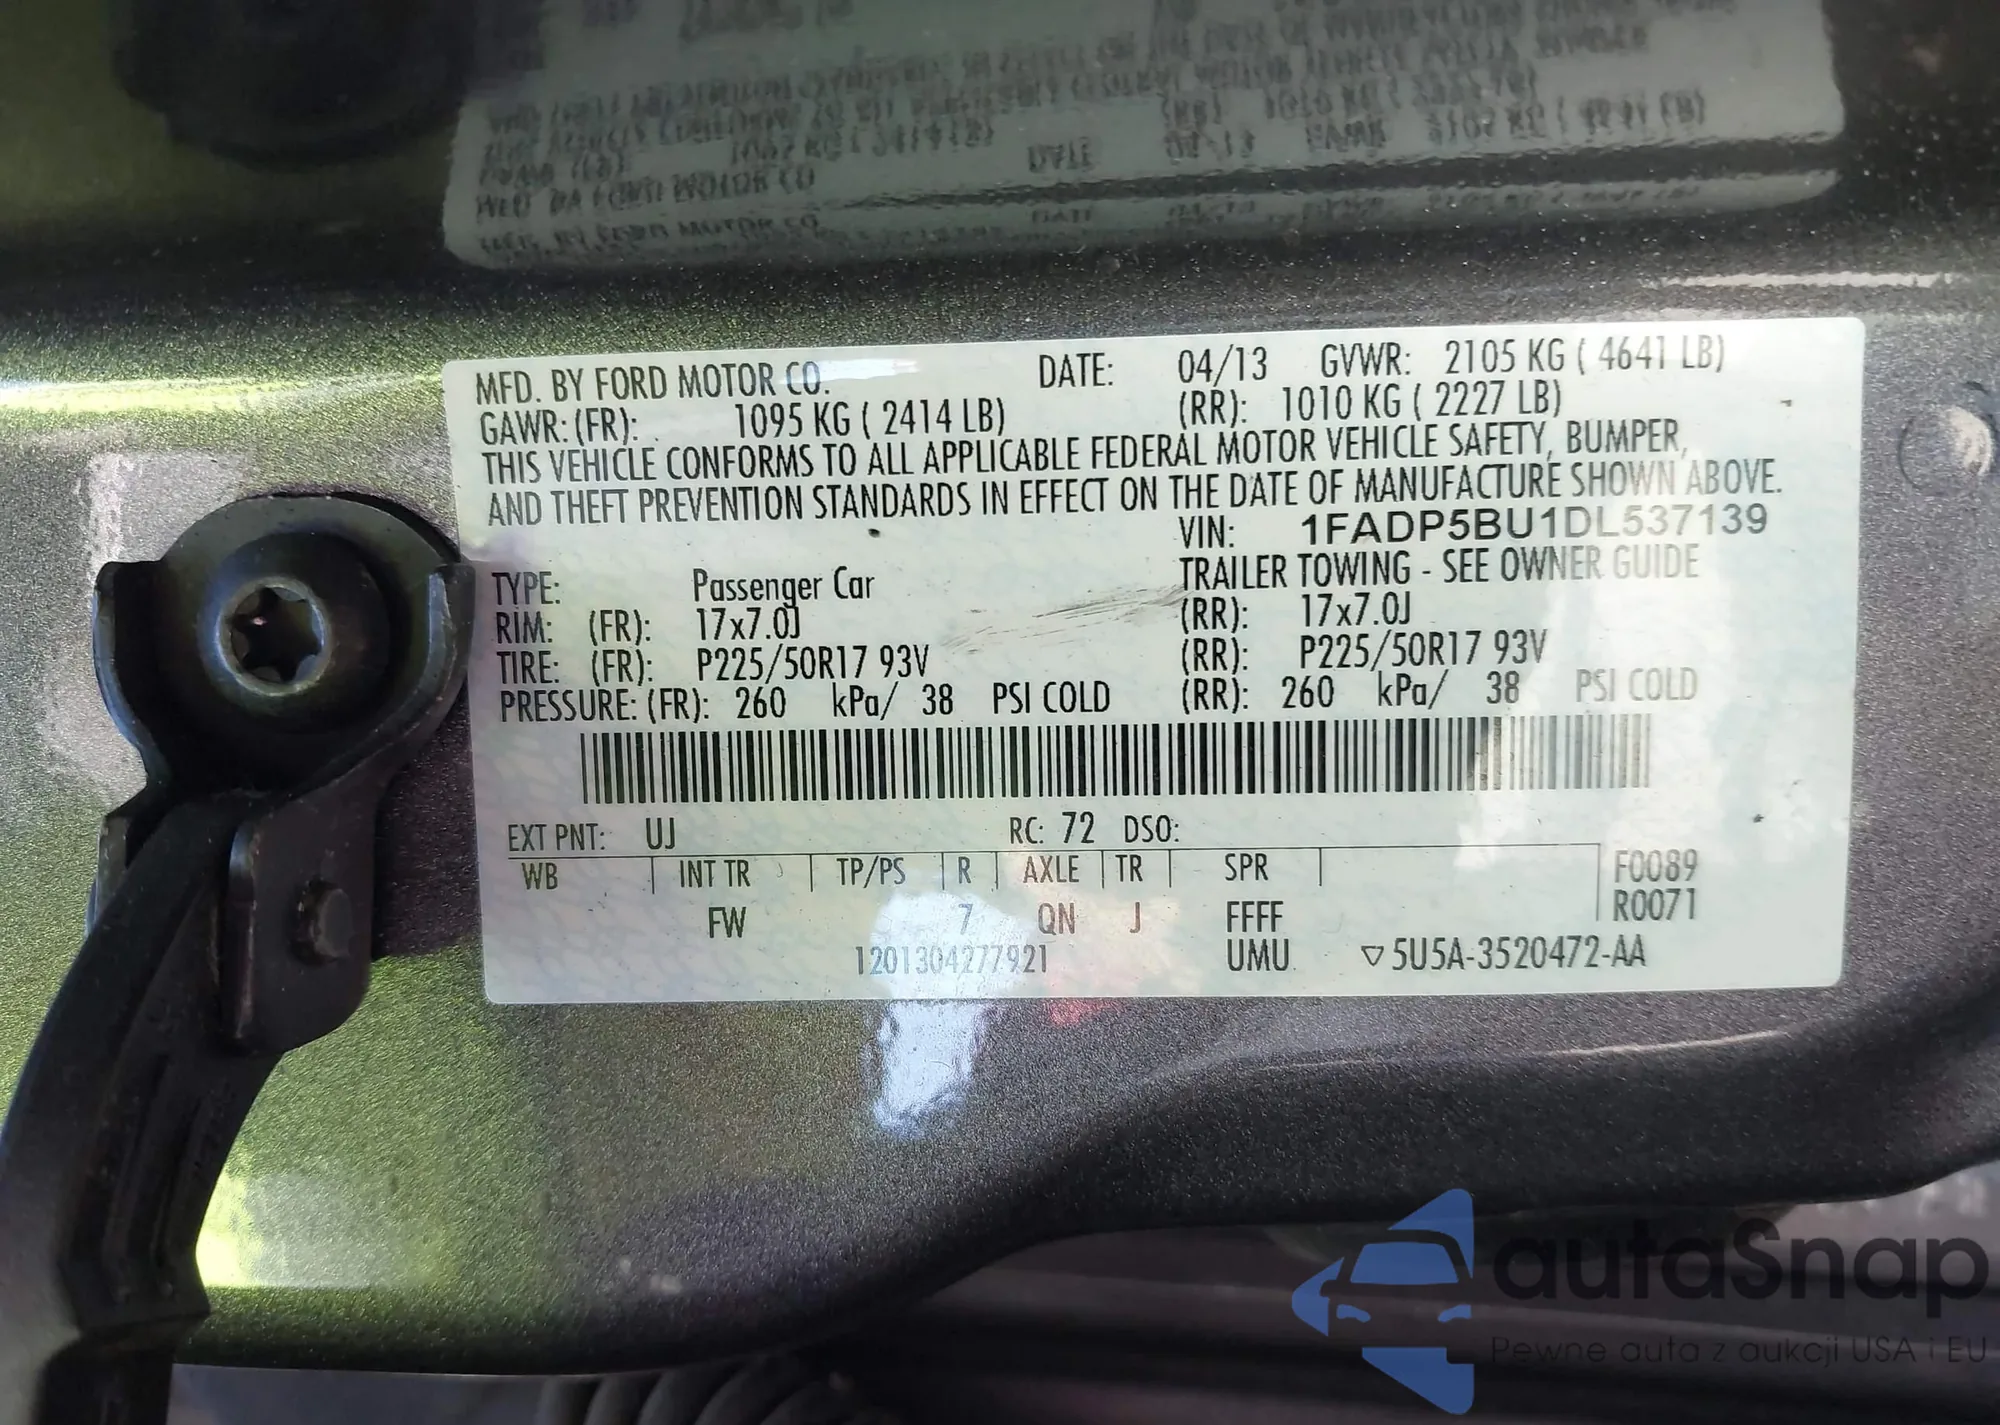 MFD. BY FORD MOTOR CO. DATE: 04/13 GVWR: 2105 KG ( 4641 LB)
GAWR: (FR): 1095 KG ( 2414 LB) (RR): 1010 KG ( 2227 LB)
THIS VEHICLE CONFORMS TO ALL APPLICABLE FEDERAL MOTOR VEHICLE SAFETY, BUMPER,
AND THEFT PREVENTION STANDARDS IN EFFECT ON THE DATE OF MANUFACTURE SHOWN ABOVE.
VIN: 1FADP5BU1DL537139
TYPE: Passenger Car TRAILER TOWING - SEE OWNER GUIDE
RIM: (FR): 17x7.0J (RR): 17x7.0J
TIRE: (FR): P225/50R17 93V (RR): P225/50R17 93V
PRESSURE: (FR): 260 kPa/ 38 PSI COLD (RR): 260 kPa/ 38 PSI COLD
EXT PNT: UJ RC: 72 DSO:
WB INT TR TP/PS R AXLE TR SPR F0089
FW 7 QN J FFFF R0071
1201304277921 UMU ▽5U5A-3520472-AA
autaSnap
Pewne auta z aukcji USA i EU